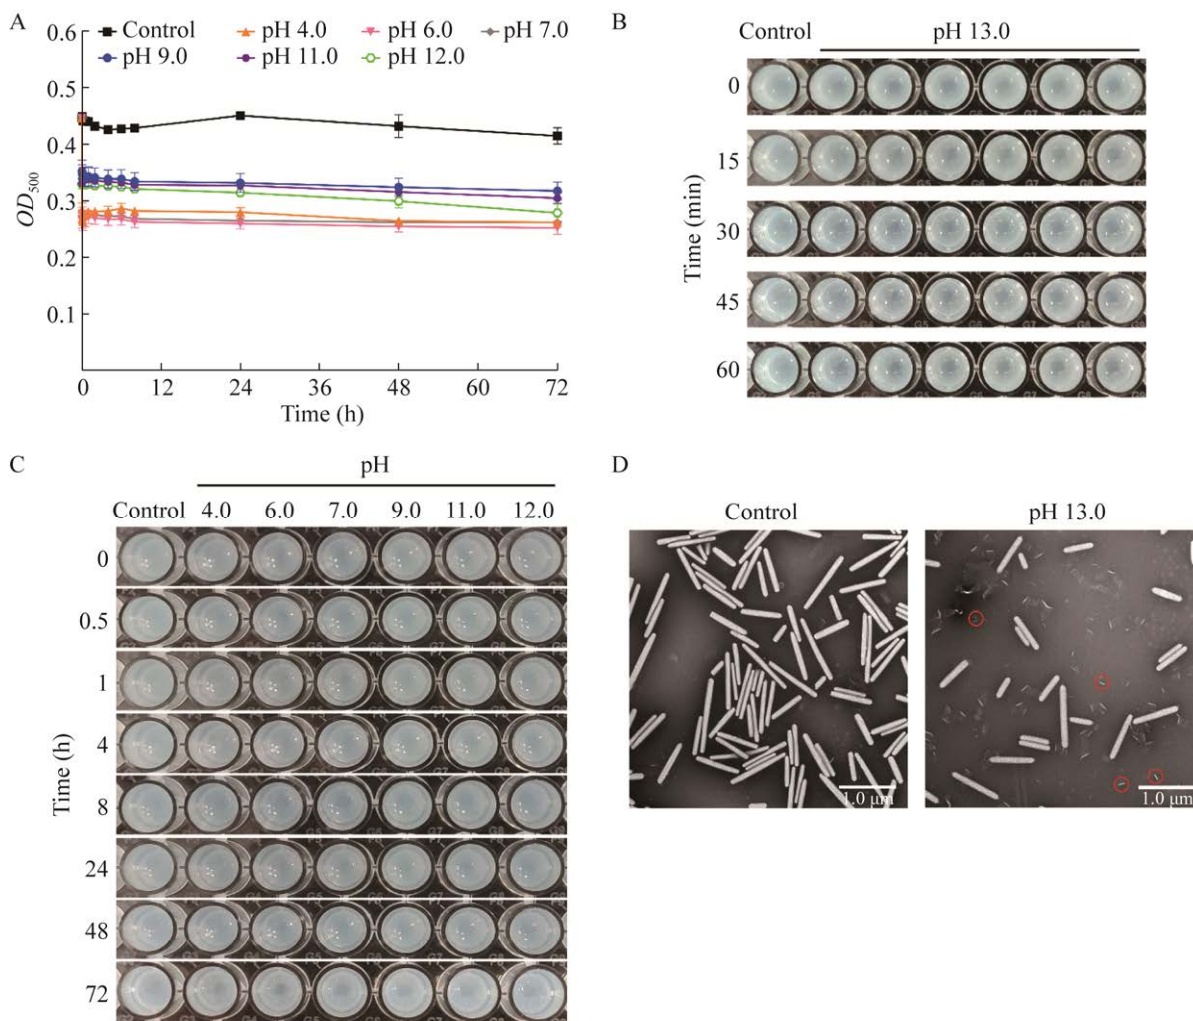 A
Control
pH 4.0
pH 6.0
pH 7.0
pH 9.0
pH 11.0
pH 12.0
0.6
0.5
0.4
0.3
0.2
0.1
OD500
0 12 24 36 48 60 72
Time (h)
B
Control pH 13.0
Time (min)
0
15
30
45
60
C
pH
Control 4.0 6.0 7.0 9.0 11.0 12.0
Time (h)
0
0.5
1
4
8
24
48
72
D
Control pH 13.0
1.0 μm 1.0 μm